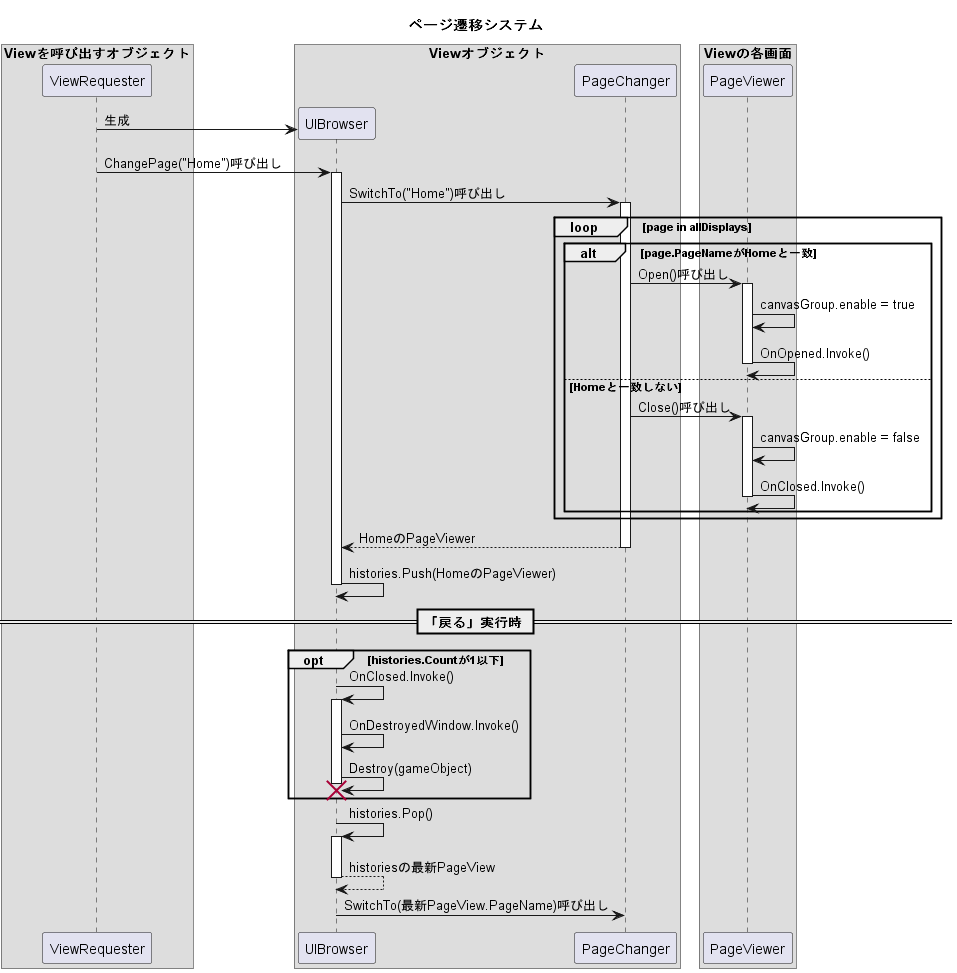 ページ遷移システム
Viewを呼び出すオブジェクト
Viewオブジェクト
Viewの各画面
ViewRequester
PageChanger
PageViewer
UIBrowser
生成
ChangePage("Home")呼び出し
SwitchTo("Home")呼び出し
loop [page in allDisplays]
alt [page.PageNameがHomeと一致]
Open()呼び出し
canvasGroup.enable = true
OnOpened.Invoke()
[Homeと一致しない]
Close()呼び出し
canvasGroup.enable = false
OnClosed.Invoke()
HomeのPageViewer
histories.Push(HomeのPageViewer)
「戻る」実行時
opt [histories.Countが1以下]
OnClosed.Invoke()
OnDestroyedWindow.Invoke()
Destroy(gameObject)
histories.Pop()
historiesの最新PageView
SwitchTo(最新PageView.PageName)呼び出し
ViewRequester
UIBrowser
PageChanger
PageViewer